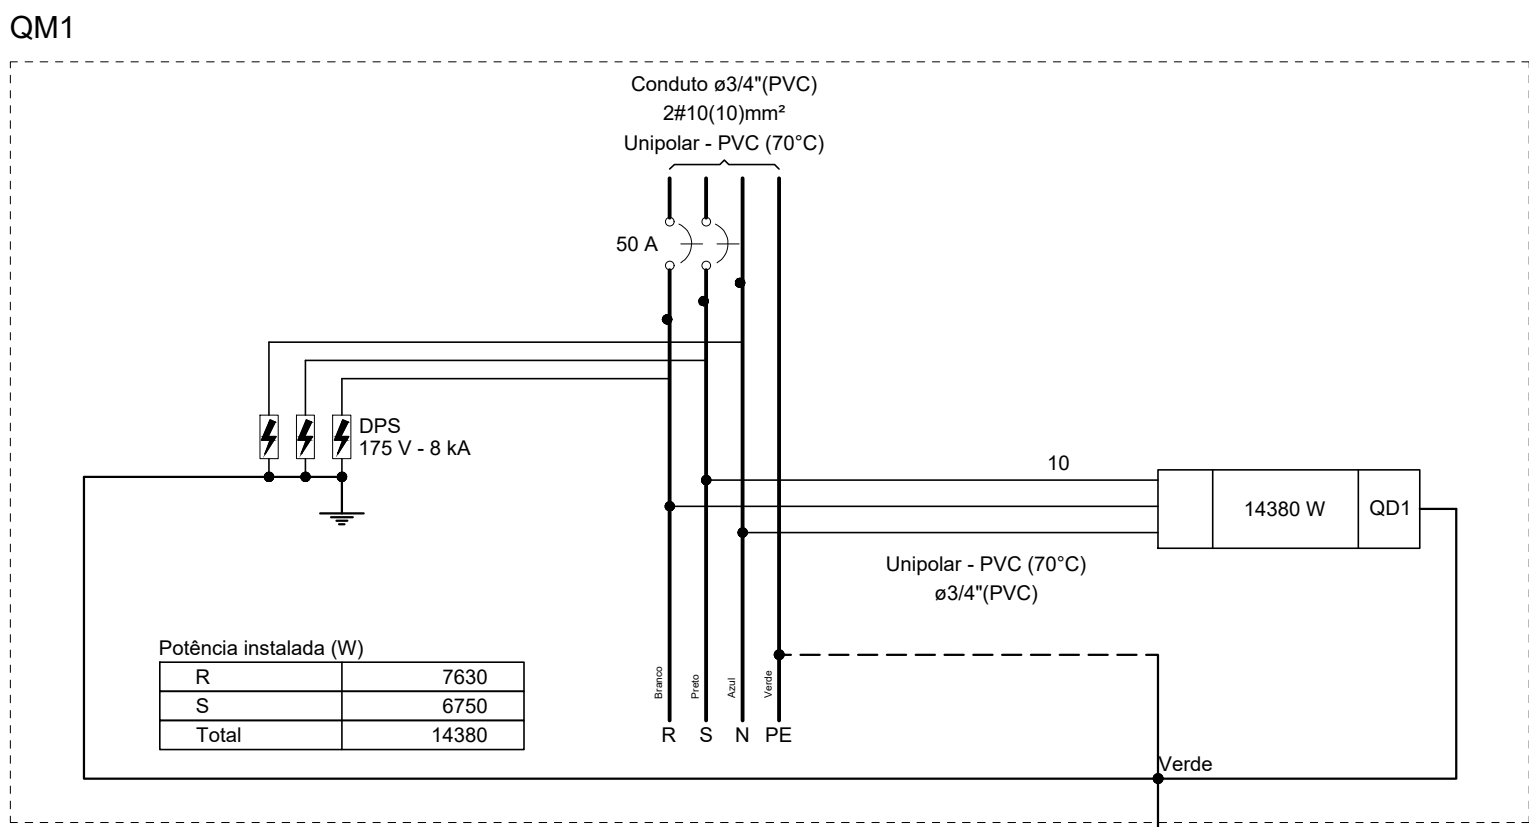 QM1
Conduto ø3/4"(PVC)
2#10(10)mm²
Unipolar - PVC (70°C)
50 A
DPS
175 V - 8 kA
10
14380 W QD1
Unipolar - PVC (70°C)
ø3/4"(PVC)
Potência instalada (W)
R 7630
S 6750
Total 14380
Branco Preto Azul Verde
R S N PE
Verde